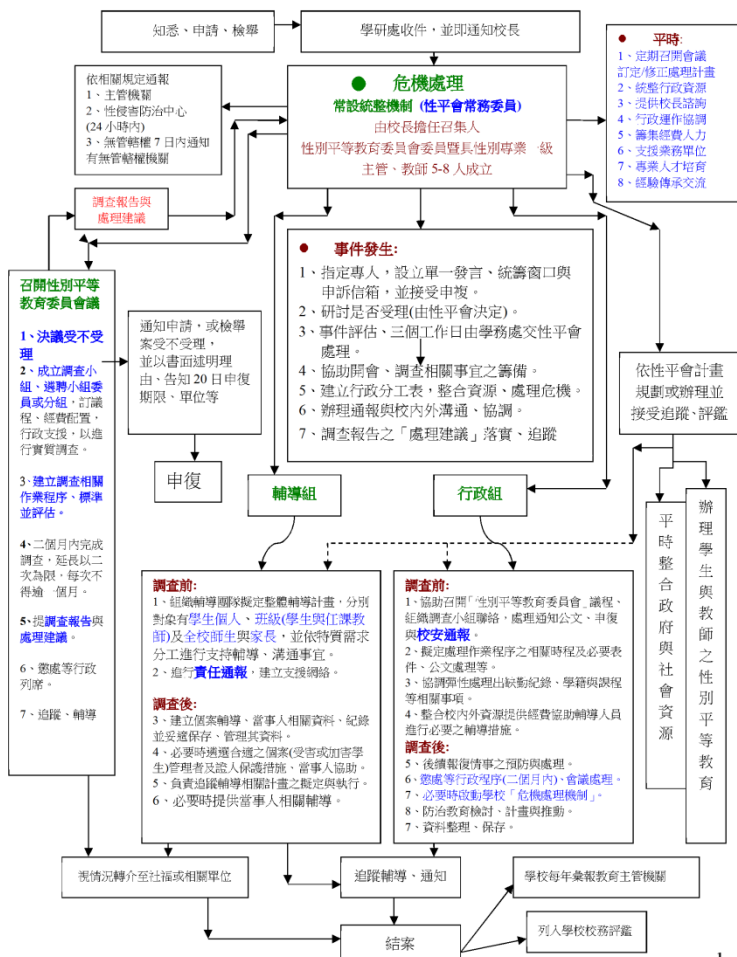 知悉、申請、檢舉
學研處收件，並即通知校長
平時:
1、定期召開會議
訂定/修正處理計畫
2、統整行政資源
3、提供校長諮詢
4、行政運作協調
5、籌集經費人力
6、支援業務單位
7、專業人才培育
8、經驗傳承交流
依相關規定通報
1、主管機關
2、性侵害防治中心
(24 小時內)
3、無管轄權 7 日內通知
有無管轄權機關
危機處理
常設統整機制 (性平會常務委員)
由校長擔任召集人
性別平等教育委員會委員暨具性別專業一級
主管、教師 5-8 人成立
調查報告與
處理建議
召開性別平等
教育委員會議
1、決議受不受
理
2、成立調查小
組、遴聘小組委
員或分組，訂議
程、經費配置，
行政支援，以進
行實質調查。
3、建立調查相關
作業程序、標準
並評估。
4、二個月內完成
調查，延長以二
次為限，每次不
得逾一個月。
5、提調查報告與
處理建議。
6、懲處等行政
列席。
7、追蹤、輔導
通知申請，或檢舉
案受不受理，
並以書面述明理
由、告知 20 日申復
期限、單位等
申復
事件發生:
1、指定專人，設立單一發言、統籌窗口與
申訴信箱，並接受申複。
2、研討是否受理(由性平會決定)。
3、事件評估、三個工作日由學務處交性平會
處理。
4、協助開會、調查相關事宜之籌備。
5、建立行政分工表，整合資源、處理危機。
6、辦理通報與校內外溝通、協調。
7、調查報告之「處理建議」落實、追蹤
依性平會計畫
規劃或辦理並
接受追蹤、評鑑
輔導組
行政組
平時整合政府與社會資源
辦理學生與教師之性別平等教育
調查前:
1、組織輔導團隊擬定整體輔導計畫，分別
對象有學生個人、班級(學生與任課教
師)及全校師生與家長，並依特質需求
分工進行支持輔導、溝通事宜。
2、進行責任通報，建立支援網絡。
調查後:
3、建立個案輔導、當事人相關資料、紀錄
並妥適保存、管理其資料。
4、必要時遴適合適之個案(受害或加害學
生)管理者及證人保護措施，當事人協助。
5、負責追蹤輔導相關計畫之擬定與執行。
6、必要時提供當事人相關輔導。
調查前:
1、協助召開「性別平等教育委員會」議程、
組織調查小組聯絡，處理通知公文、申復
與校安通報。
2、擬定處理作業程序之相關時程及必要表
件、公文處理等。
3、協調彈性處理出缺勤紀錄、學籍與課程
等相關事項。
4、整合校內外資源提供經費協助輔導人員
進行必要之輔導措施。
調查後:
5、後續報復情事之預防與處理。
6、懲處等行政程序(二個月內)、會議處理。
7、必要時啟動學校「危機處理機制」。
8、防治教育檢討、計畫與推動。
7、資料整理、保存。
視情況轉介至社福或相關單位
追蹤輔導、通知
學校每年彙報教育主管機關
結案
列入學校校務評鑑
1